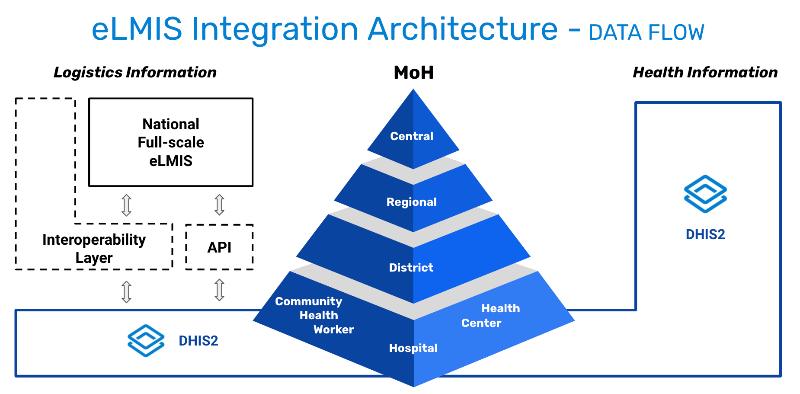 eLMIS Integration Architecture - DATA FLOW
Logistics Information
MoH
Health Information
National
Full-scale
eLMIS
Central
Regional
DHIS2
Interoperability
Layer
API
District
Community
Health
Worker
Health
Center
DHIS2
Hospital